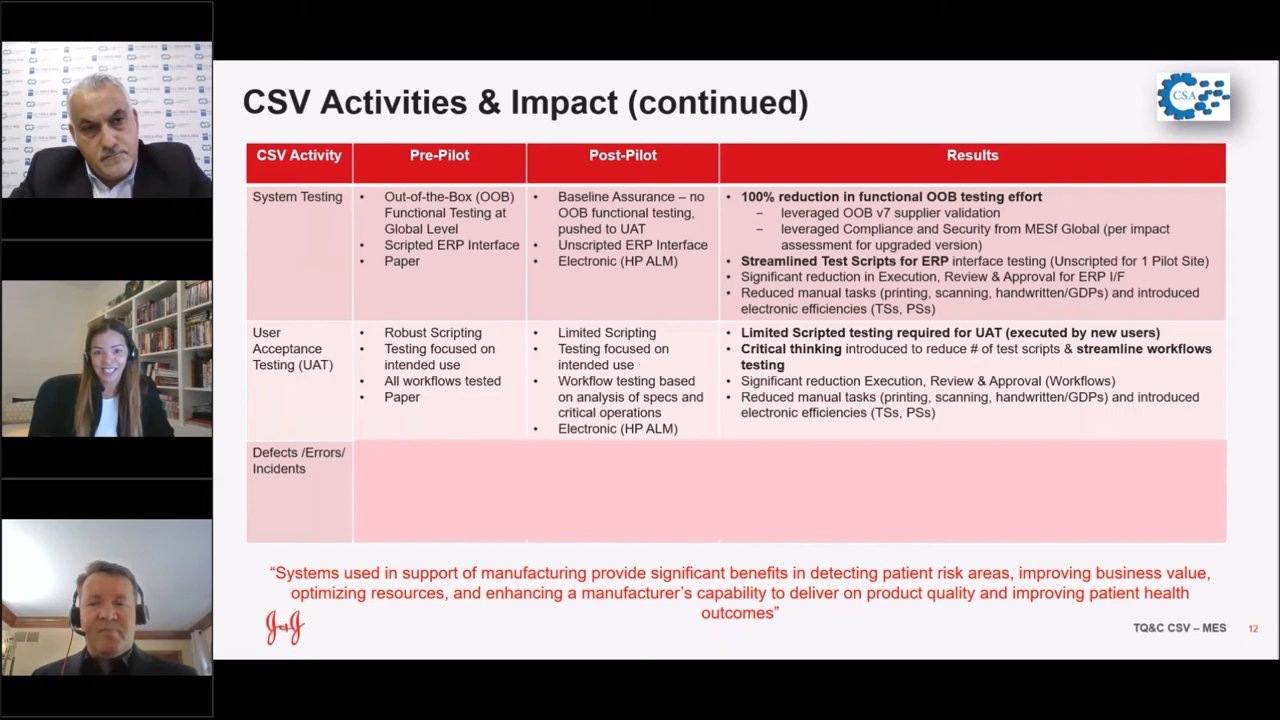 CSV Activities & Impact (continued)
CSA
CSV Activity
Pre-Pilot
Post-Pilot
Results
System Testing
• Out-of-the-Box (OOB)
Functional Testing at
Global Level
• Scripted ERP Interface
• Paper
• Baseline Assurance – no
OOB functional testing,
pushed to UAT
• Unscripted ERP Interface
• Electronic (HP ALM)
• 100% reduction in functional OOB testing effort
– leveraged OOB v7 supplier validation
– leveraged Compliance and Security from MESf Global (per impact
assessment for upgraded version)
• Streamlined Test Scripts for ERP interface testing (Unscripted for 1 Pilot Site)
• Significant reduction in Execution, Review & Approval for ERP I/F
• Reduced manual tasks (printing, scanning, handwritten/GDPs) and introduced
electronic efficiencies (TSs, PSs)
User
Acceptance
Testing (UAT)
• Robust Scripting
• Testing focused on
intended use
• All workflows tested
• Paper
• Limited Scripting
• Testing focused on
intended use
• Workflow testing based
on analysis of specs and
critical operations
• Electronic (HP ALM)
• Limited Scripted testing required for UAT (executed by new users)
• Critical thinking introduced to reduce # of test scripts & streamline workflows
testing
• Significant reduction Execution, Review & Approval (Workflows)
• Reduced manual tasks (printing, scanning, handwritten/GDPs) and introduced
electronic efficiencies (TSs, PSs)
Defects /Errors/
Incidents
“Systems used in support of manufacturing provide significant benefits in detecting patient risk areas, improving business value,
optimizing resources, and enhancing a manufacturer’s capability to deliver on product quality and improving patient health
outcomes”
J&J
TQ&C CSV – MES
12